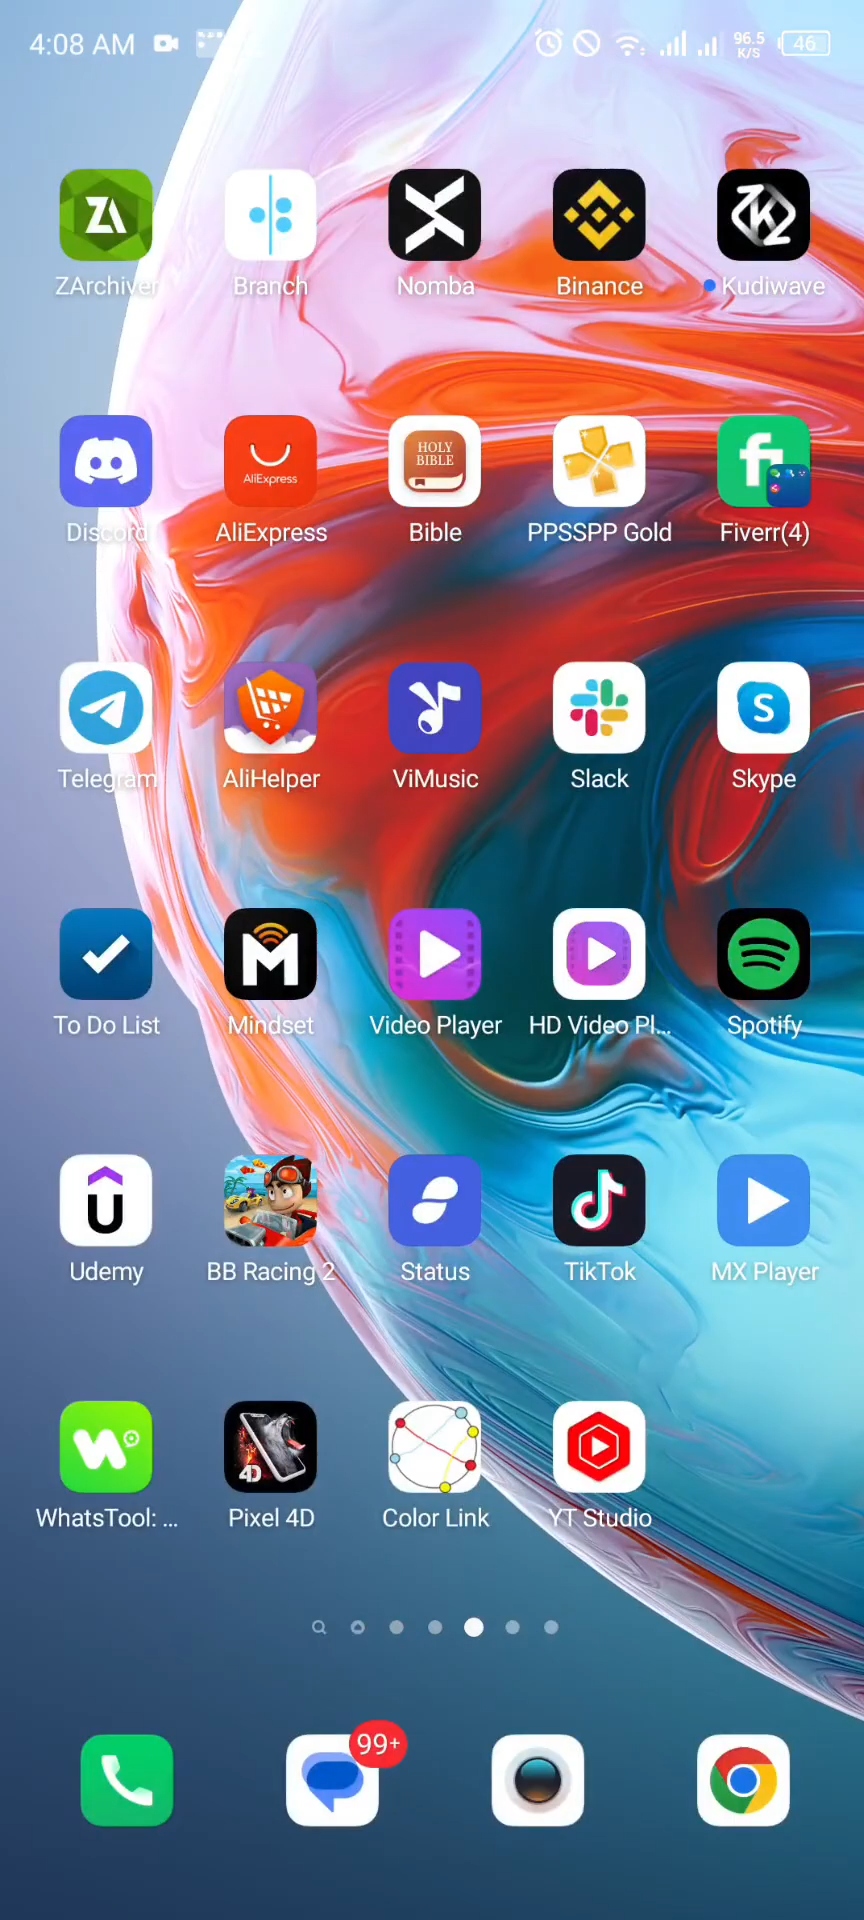 4:08 AM 96.5 K/S 46
ZArchiver Branch Nomba Binance Kudiwave
AliExpress
HOLY
BIBLE
Discord AliExpress Bible PPSSPP Gold Fiverr(4)
Telegram AliHelper ViMusic Slack Skype
To Do List Mindset Video Player HD Video Pl... Spotify
Udemy BB Racing 2 Status TikTok MX Player
4D
WhatsTool: ... Pixel 4D Color Link YT Studio
99+